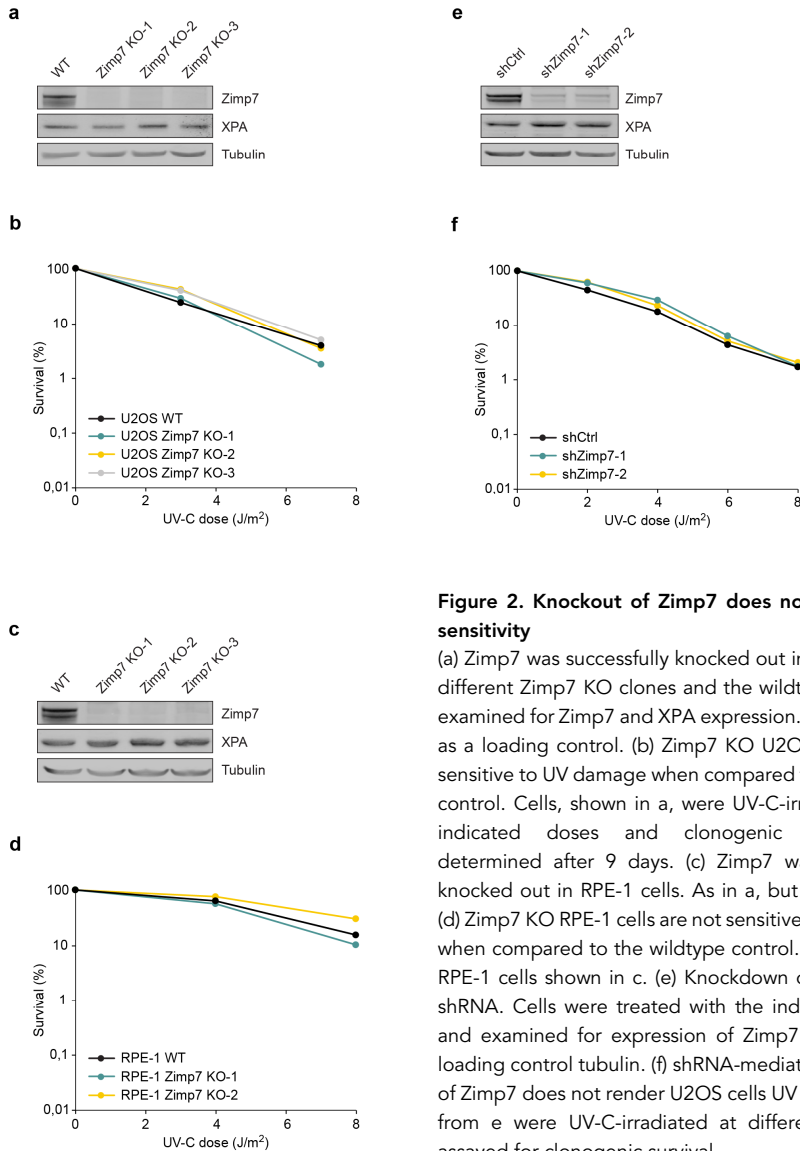 a
WT
Zimp7 KO-1
Zimp7 KO-2
Zimp7 KO-3
Zimp7
XPA
Tubulin
b
100
10
1
0,1
0,01
Survival (%)
U2OS WT
U2OS Zimp7 KO-1
U2OS Zimp7 KO-2
U2OS Zimp7 KO-3
0 2 4 6 8
UV-C dose (J/m²)
c
WT
Zimp7 KO-1
Zimp7 KO-2
Zimp7 KO-3
Zimp7
XPA
Tubulin
d
100
10
1
0,1
0,01
Survival (%)
RPE-1 WT
RPE-1 Zimp7 KO-1
RPE-1 Zimp7 KO-2
0 2 4 6 8
UV-C dose (J/m²)
e
shCtrl
shZimp7-1
shZimp7-2
Zimp7
XPA
Tubulin
f
100
10
1
0,1
0,01
Survival (%)
shCtrl
shZimp7-1
shZimp7-2
0 2 4 6 8
UV-C dose (J/m²)
Figure 2. Knockout of Zimp7 does no
sensitivity
(a) Zimp7 was successfully knocked out in
different Zimp7 KO clones and the wildt
examined for Zimp7 and XPA expression.
as a loading control. (b) Zimp7 KO U2O
sensitive to UV damage when compared
control. Cells, shown in a, were UV-C-irr
indicated doses and clonogenic
determined after 9 days. (c) Zimp7 wa
knocked out in RPE-1 cells. As in a, but
(d) Zimp7 KO RPE-1 cells are not sensitive
when compared to the wildtype control.
RPE-1 cells shown in c. (e) Knockdown o
shRNA. Cells were treated with the ind
and examined for expression of Zimp7
loading control tubulin. (f) shRNA-mediat
of Zimp7 does not render U2OS cells UV
from e were UV-C-irradiated at differe
assayed for clonogenic survival